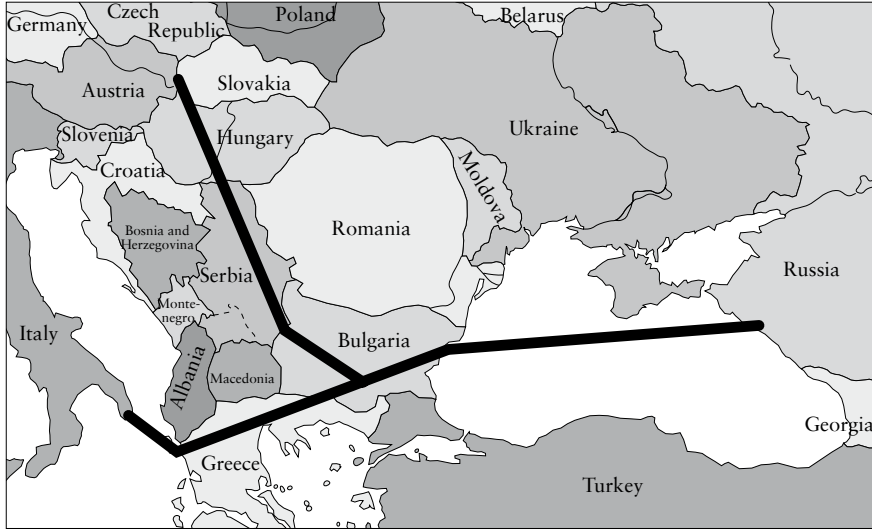 Czech
Republic
Poland
Belarus
Germany
Slovakia
Austria
Ukraine
Hungary
Slovenia
Moldova
Croatia
Romania
Bosnia and
Herzegovina
Serbia
Russia
Monte-
negro
Italy
Bulgaria
Albania
Macedonia
Georgia
Greece
Turkey